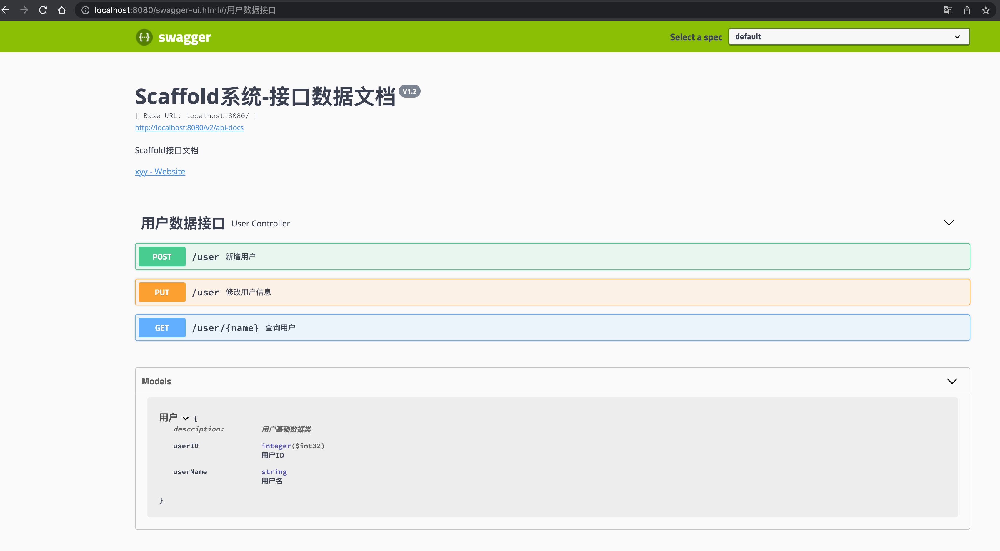 localhost:8080/swagger-ui.html#/用户数据接口
{···} swagger
Select a spec default
Scaffold系统-接口数据文档 V1.2
[ Base URL: localhost:8080/ ]
http://localhost:8080/v2/api-docs
Scaffold接口文档
xyy - Website
用户数据接口 User Controller
POST /user 新增用户
PUT /user 修改用户信息
GET /user/{name} 查询用户
Models
用户 {
description: 用户基础数据类
userID integer($int32)
用户ID
userName string
用户名
}